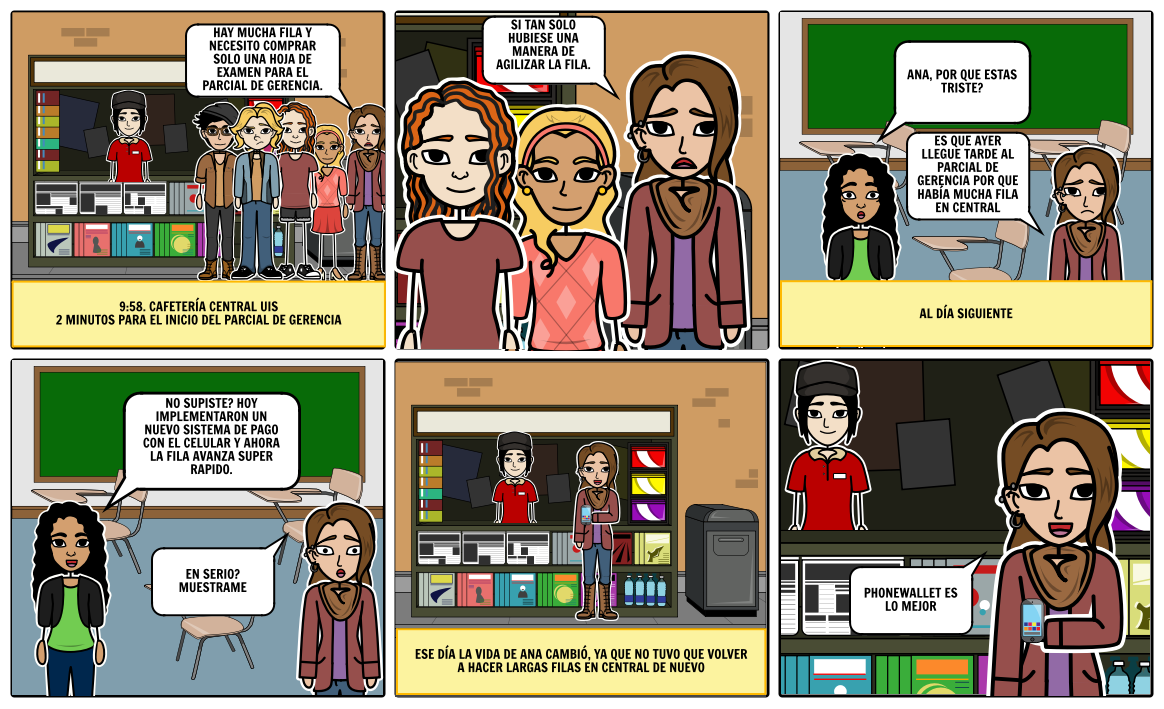 HAY MUCHA FILA Y
NECESITO COMPRAR
SOLO UNA HOJA DE
EXAMEN PARA EL
PARCIAL DE GERENCIA.
9:58. CAFETERÍA CENTRAL UIS
2 MINUTOS PARA EL INICIO DEL PARCIAL DE GERENCIA
SI TAN SOLO
HUBIESE UNA
MANERA DE
AGILIZAR LA FILA.
ANA, POR QUE ESTAS
TRISTE?
ES QUE AYER
LLEGUE TARDE AL
PARCIAL DE
GERENCIA POR QUE
HABÍA MUCHA FILA
EN CENTRAL
AL DÍA SIGUIENTE
NO SUPISTE? HOY
IMPLEMENTARON UN
NUEVO SISTEMA DE PAGO
CON EL CELULAR Y AHORA
LA FILA AVANZA SUPER
RAPIDO.
EN SERIO?
MUESTRAME
ESE DÍA LA VIDA DE ANA CAMBIÓ, YA QUE NO TUVO QUE VOLVER
A HACER LARGAS FILAS EN CENTRAL DE NUEVO
PHONEWALLET ES
LO MEJOR